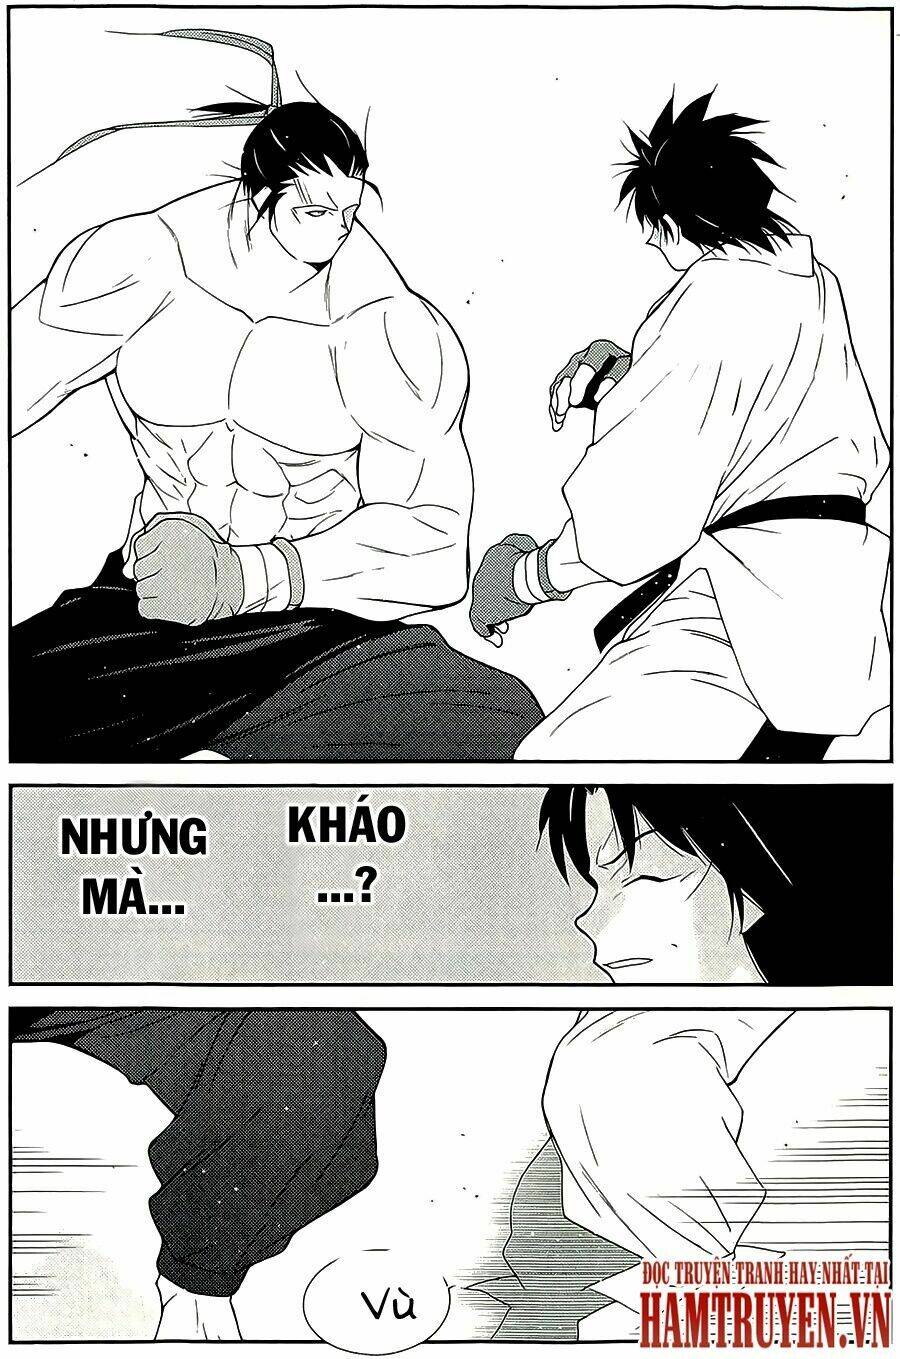 NHƯNG
MÀ...
KHÁO
...?
Vù
ĐỌC TRUYỆN TRANH HAY NHẤT TẠI
HAMTRUYEN.VN